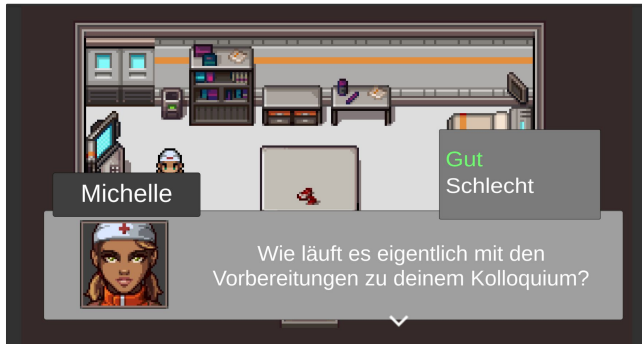 Gut
Schlecht
Michelle
Wie läuft es eigentlich mit den
Vorbereitungen zu deinem Kolloquium?